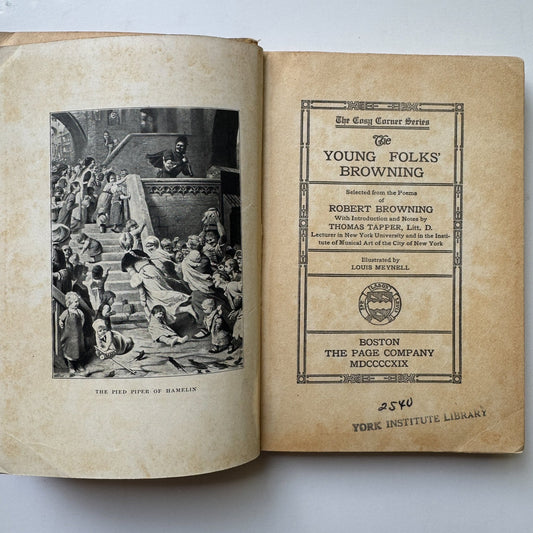 THE PIED PIPER OF HAMELIN
The Cosy Corner Series
The
YOUNG FOLKS'
BROWNING
Selected from the Poems
of
ROBERT BROWNING
With Introduction and Notes by
THOMAS TAPPER, Litt. D.
Lecturer in New York University and in the Insti-
tute of Musical Art of the City of New York
Illustrated by
LOUIS MEYNELL
BOSTON
THE PAGE COMPANY
MDCCCCXIX
2540
YORK INSTITUTE LIBRARY